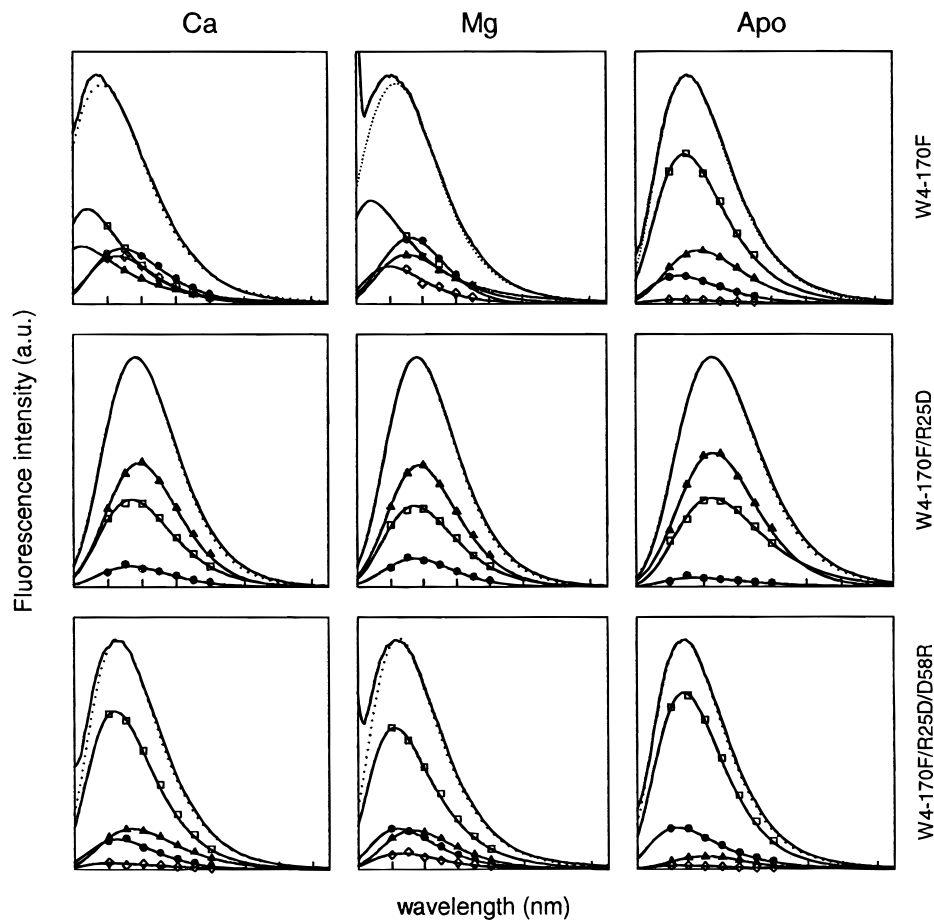 Ca
Mg
Apo
W4-170F
W4-170F/R25D
W4-170F/R25D/D58R
Fluorescence intensity (a.u.)
wavelength (nm)